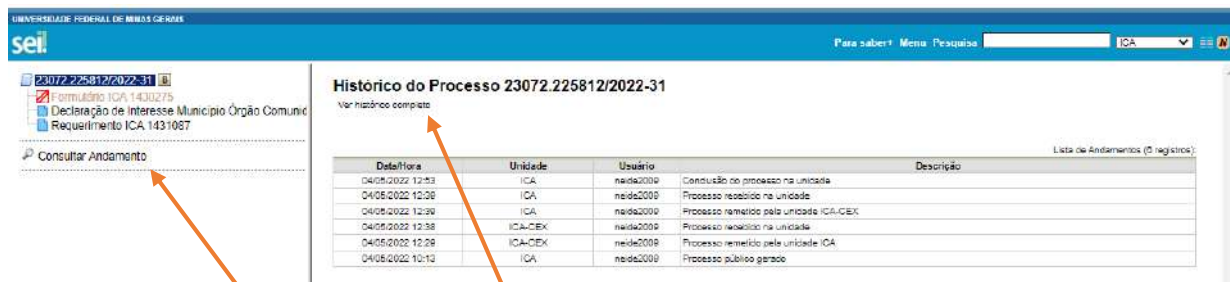 UNIVERSIDADE FEDERAL DE MINAS GERAIS
sei!
Para saber+ Menu Pesquisa ICA
23072.225812/2022-31
Formulário ICA 1430275
Declaração de Interesse Município Órgão Comunid
Requerimento ICA 1431087
Consultar Andamento
Histórico do Processo 23072.225812/2022-31
Ver histórico completo
Lista de Andamentos (6 registros):
Data/Hora Unidade Usuário Descrição
04/05/2022 12:53 ICA neide2009 Conclusão do processo na unidade
04/05/2022 12:39 ICA neide2009 Processo recebido na unidade
04/05/2022 12:39 ICA neide2009 Processo remetido pela unidade ICA-CEX
04/05/2022 12:38 ICA-CEX neide2009 Processo recebido na unidade
04/05/2022 12:29 ICA-CEX neide2009 Processo remetido pela unidade ICA
04/05/2022 10:13 ICA neide2009 Processo público gerado